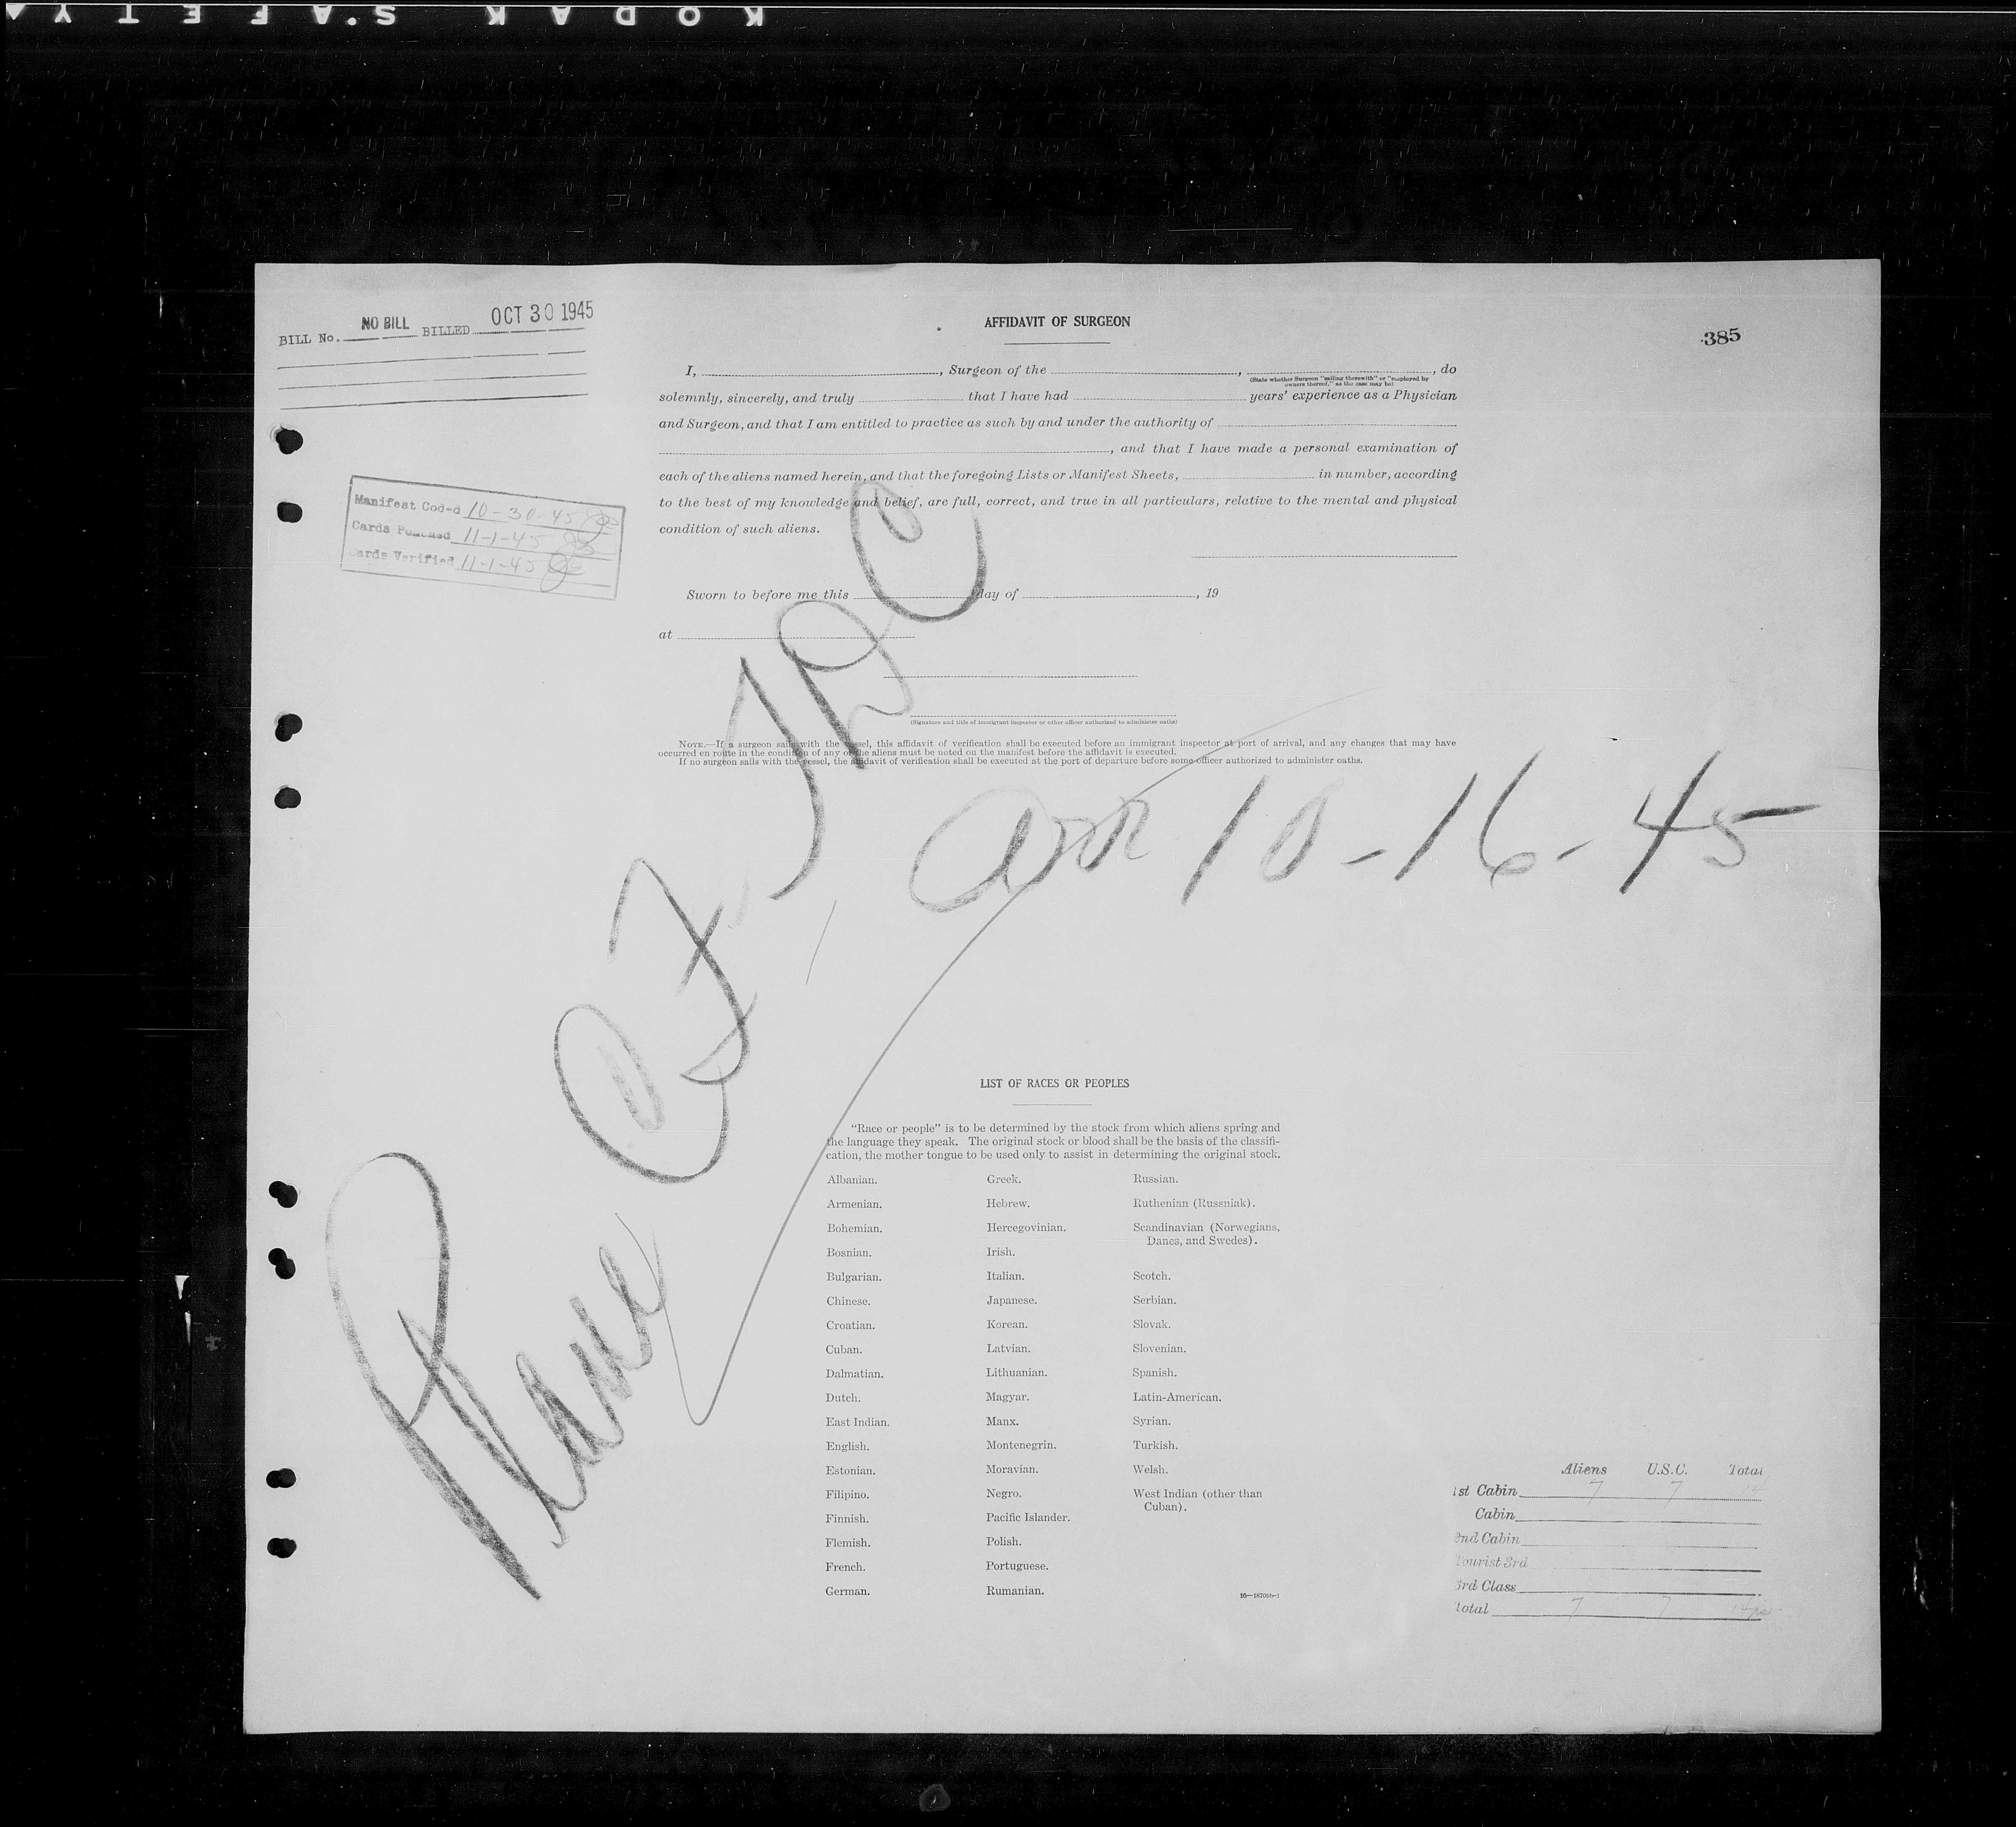 KODAK SAFETY
BILL No. NO BILL BILLED OCT 30 1945
AFFIDAVIT OF SURGEON
385
I, , Surgeon of the , , do
(State whether Surgeon "sailing therewith" or "employed by
owners thereof," as the case may be)
solemnly, sincerely, and truly that I have had years' experience as a Physician
and Surgeon, and that I am entitled to practice as such by and under the authority of
, and that I have made a personal examination of
each of the aliens named herein, and that the foregoing Lists or Manifest Sheets, in number, according
to the best of my knowledge and belief, are full, correct, and true in all particulars, relative to the mental and physical
condition of such aliens.
Manifest Coded 10-30-45
Cards Punched 11-1-45
Cards Verified 11-1-45
Sworn to before me this day of , 19
at
(Signature and title of immigrant inspector or other officer authorized to administer oaths)
NOTE.—If a surgeon sails with the vessel, this affidavit of verification shall be executed before an immigrant inspector at port of arrival, and any changes that may have
occurred en route in the condition of any of the aliens must be noted on the manifest before the affidavit is executed.
If no surgeon sails with the vessel, the affidavit of verification shall be executed at the port of departure before some officer authorized to administer oaths.
Plane CF-TDC
arr 10-16-45
LIST OF RACES OR PEOPLES
"Race or people" is to be determined by the stock from which aliens spring and
the language they speak. The original stock or blood shall be the basis of the classifi-
cation, the mother tongue to be used only to assist in determining the original stock.
Albanian. Greek. Russian.
Armenian. Hebrew. Ruthenian (Russniak).
Bohemian. Hercegovinian. Scandinavian (Norwegians,
Danes, and Swedes).
Bosnian. Irish.
Bulgarian. Italian. Scotch.
Chinese. Japanese. Serbian.
Croatian. Korean. Slovak.
Cuban. Latvian. Slovenian.
Dalmatian. Lithuanian. Spanish.
Dutch. Magyar. Latin-American.
East Indian. Manx. Syrian.
English. Montenegrin. Turkish.
Estonian. Moravian. Welsh.
Filipino. Negro. West Indian (other than
Cuban).
Finnish. Pacific Islander.
Flemish. Polish.
French. Portuguese.
German. Rumanian.
Aliens U.S.C. Total
1st Cabin 7 7 14
Cabin
2nd Cabin
Tourist 3rd
3rd Class
Total 7 7 14